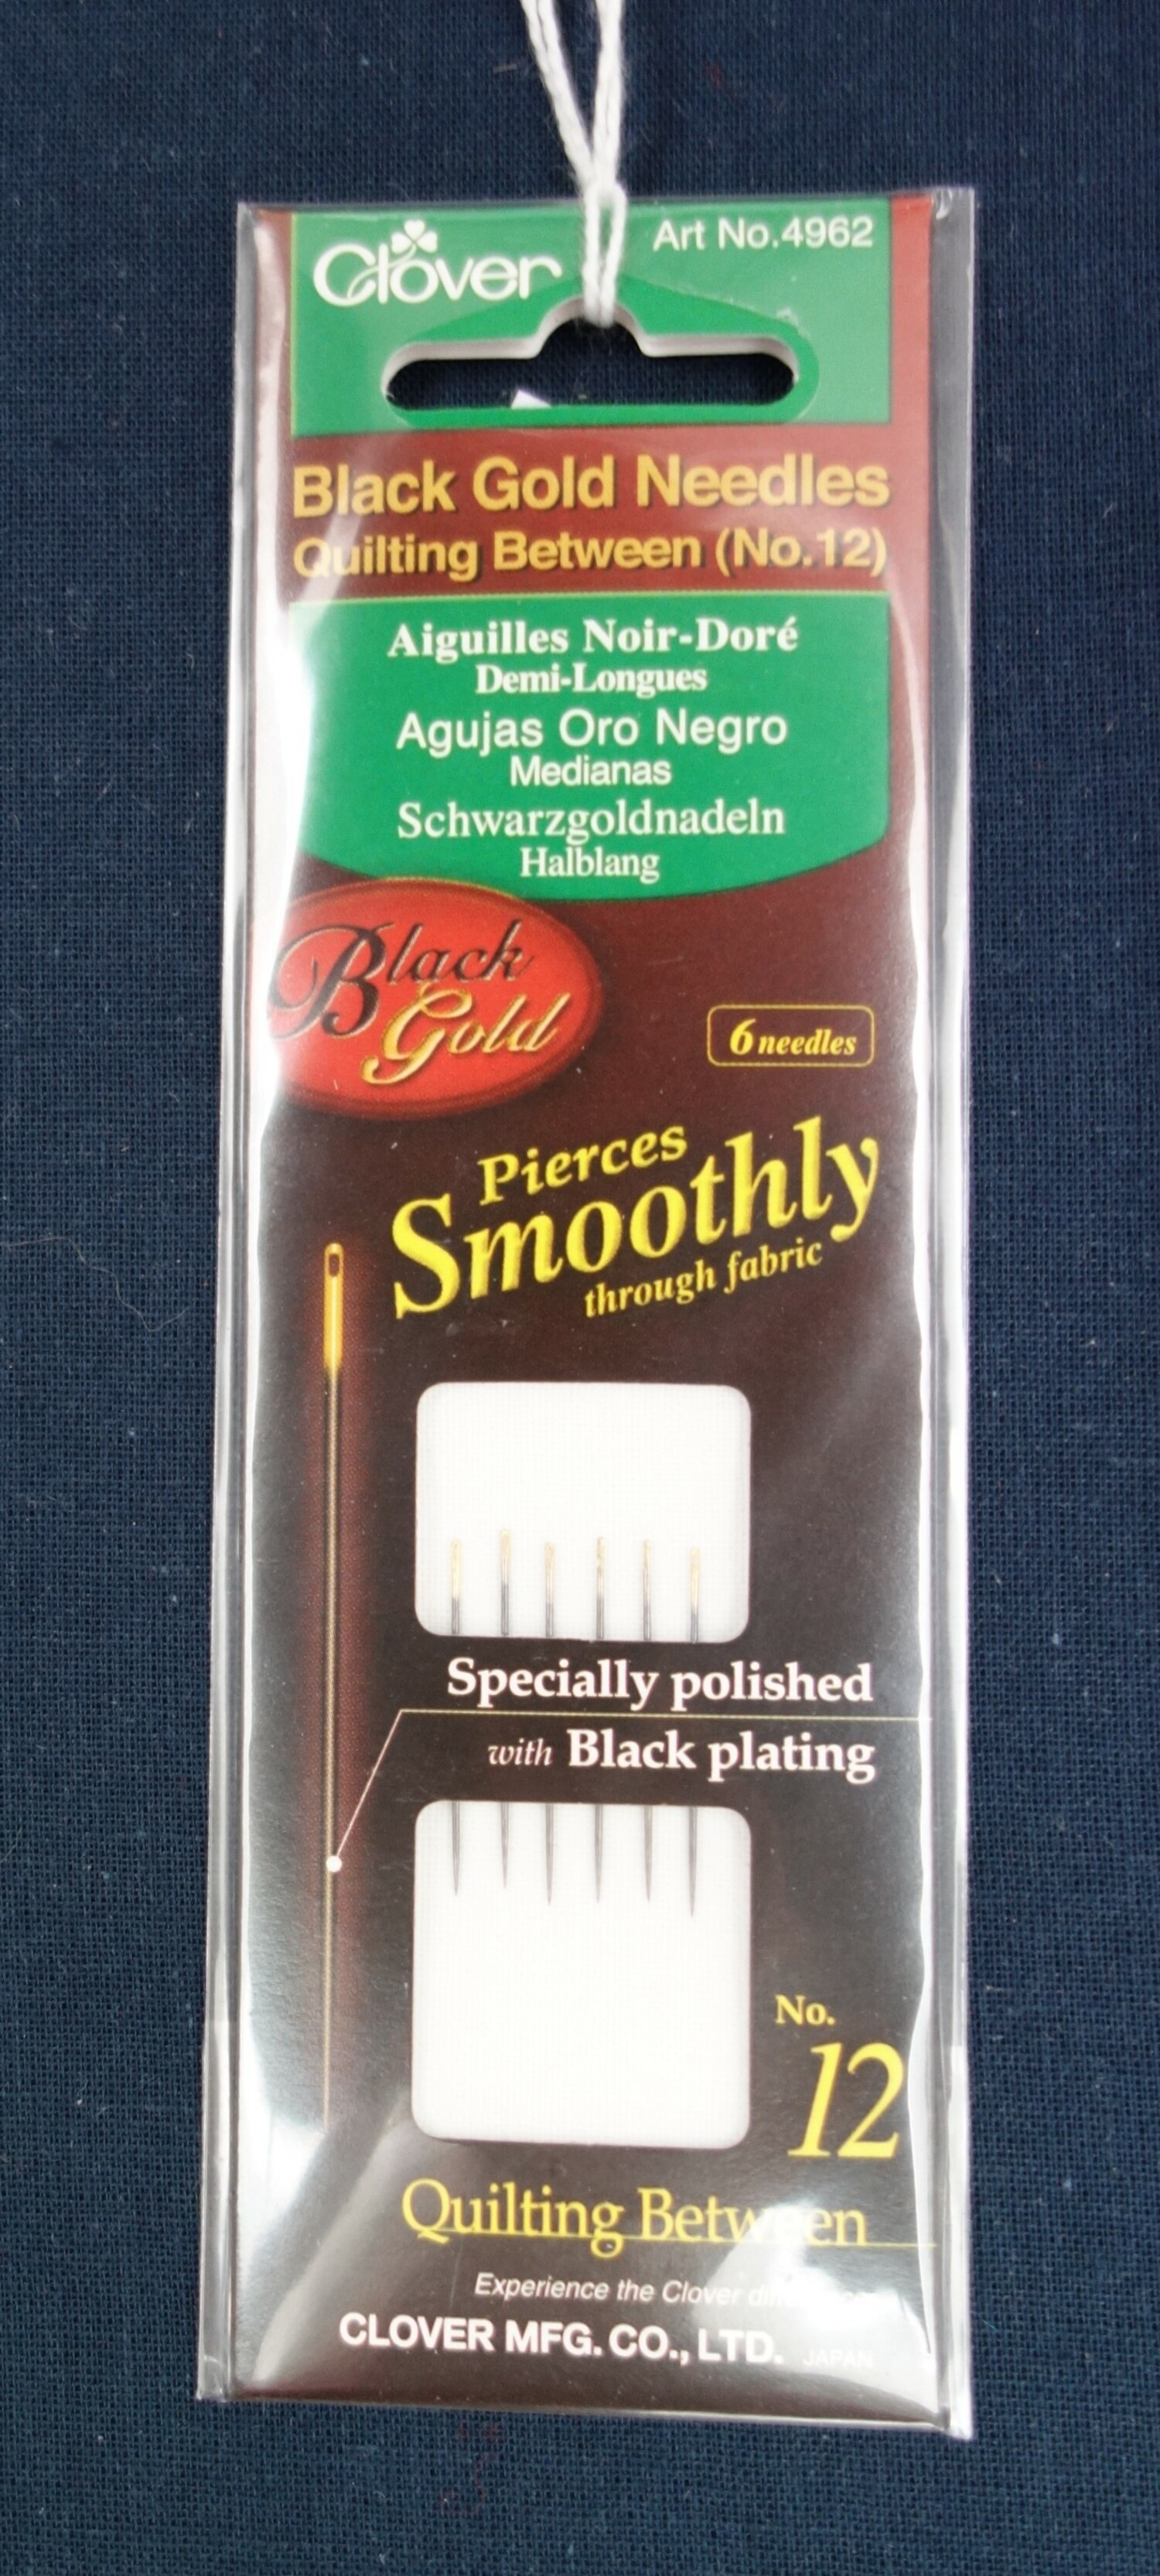 Clover
Art No.4962
Black Gold Needles
Quilting Between (No.12)
Aiguilles Noir-Doré
Demi-Longues
Agujas Oro Negro
Medianas
Schwarzgoldnadeln
Halblang
Black
Gold
6 needles
Pierces
Smoothly
through fabric
Specially polished
with Black plating
No.
12
Quilting Between
Experience the Clover
CLOVER MFG. CO., LTD. JAPAN